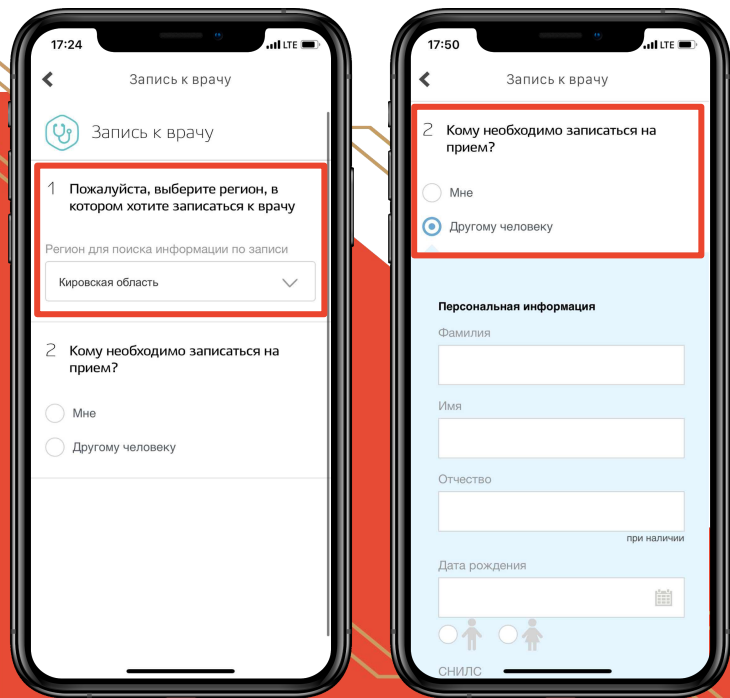 17:24
LTE
Запись к врачу
Запись к врачу
1 Пожалуйста, выберите регион, в
котором хотите записаться к врачу
Регион для поиска информации по записи
Кировская область
2 Кому необходимо записаться на
прием?
Мне
Другому человеку
17:50
LTE
Запись к врачу
2 Кому необходимо записаться на
прием?
Мне
Другому человеку
Персональная информация
Фамилия
Имя
Отчество
при наличии
Дата рождения
СНИЛС